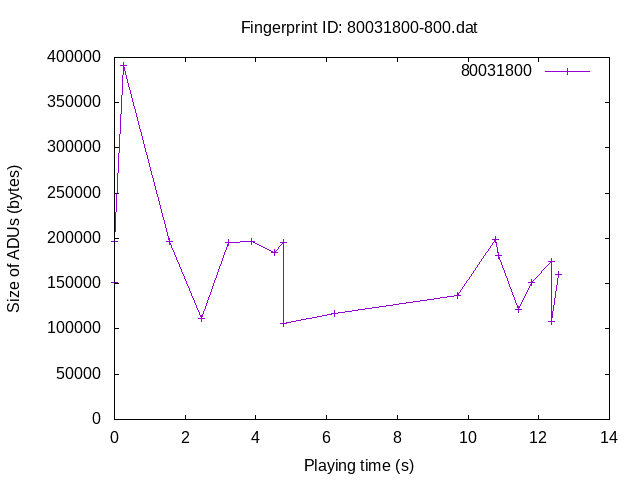 Fingerprint ID: 80031800-800.dat
80031800
400000
350000
300000
250000
200000
150000
100000
50000
0
Size of ADUs (bytes)
0 2 4 6 8 10 12 14
Playing time (s)